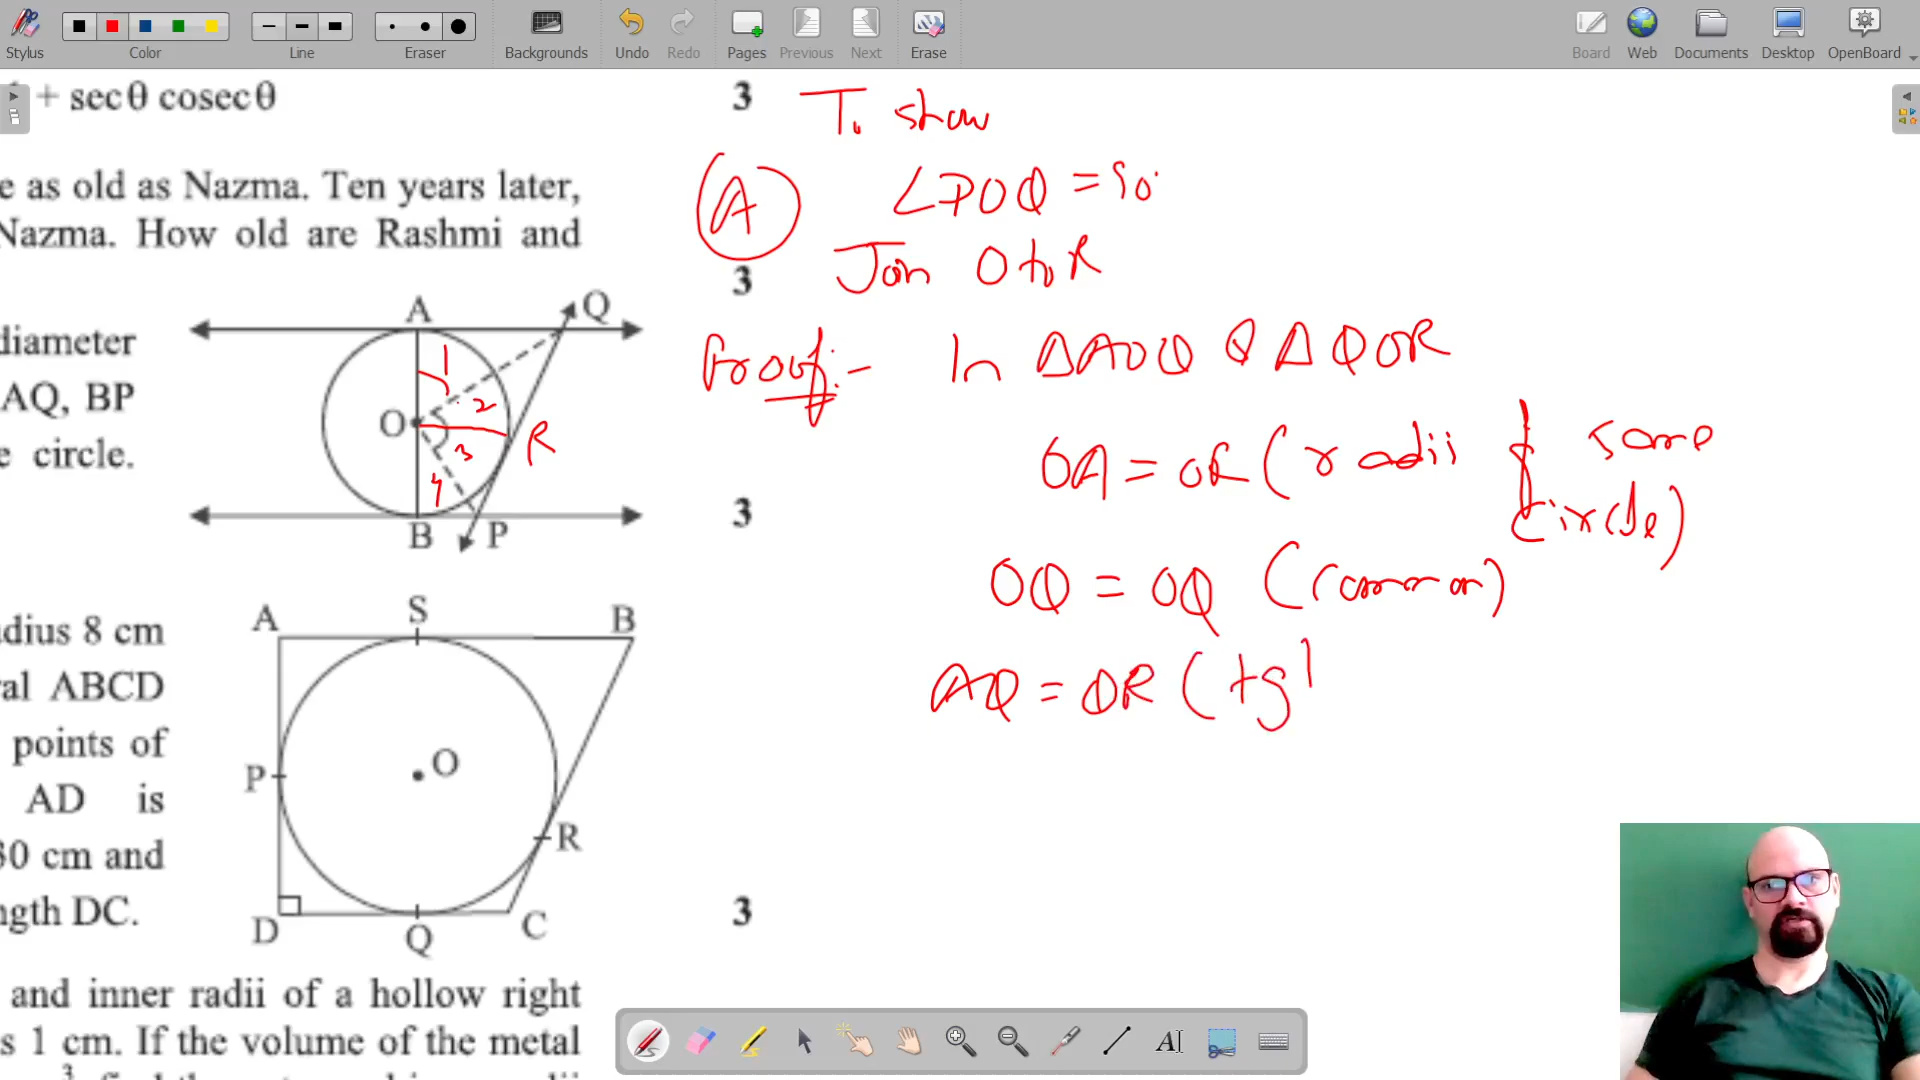 Stylus Color Line Eraser Backgrounds Undo Redo Pages Previous Next Erase Board Web Documents Desktop OpenBoard
+ secθ cosecθ 3
To show
e as old as Nazma. Ten years later,
Nazma. How old are Rashmi and
3
A ∠POQ = 90°
Join O to R
Proof:- In ΔAOQ & ΔQOR
OA = OR (radii of same
circle)
OQ = OQ (common)
AQ = QR (tg
diameter
AQ, BP
e circle.
3
A Q
1
2
O R
3
4
B P
dius 8 cm
ral ABCD
points of
AD is
30 cm and
ngth DC.
3
A S B
P O
R
D Q C
and inner radii of a hollow right
s 1 cm. If the volume of the metal